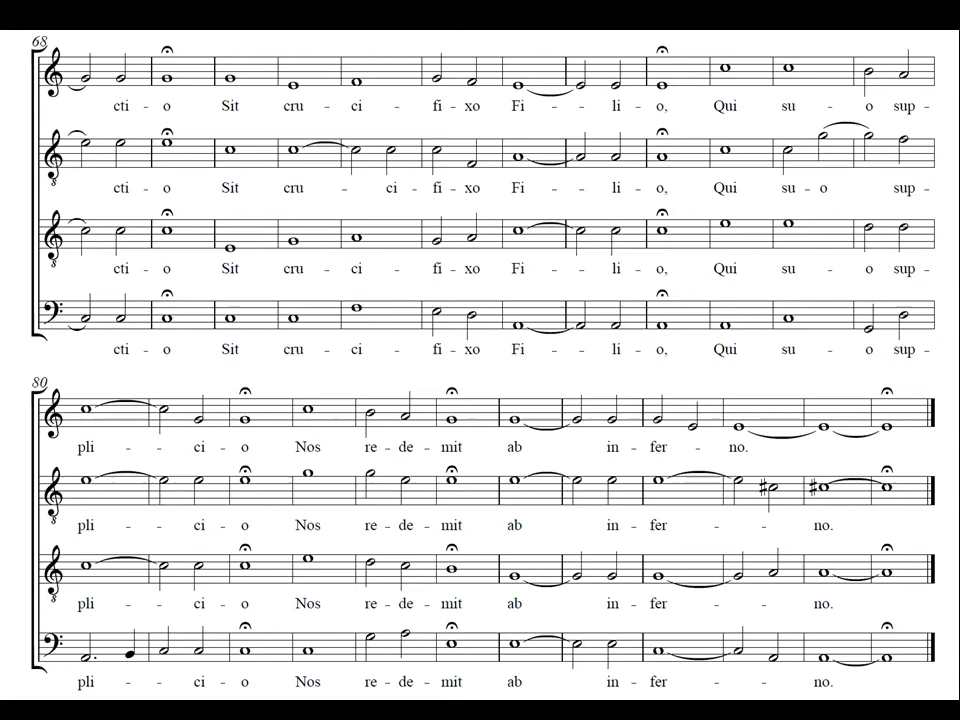 68
cti - o Sit cru - ci - fi - xo Fi - - li - o, Qui su - o sup -
cti - o Sit cru - ci - fi - xo Fi - - li - o, Qui su - o sup -
cti - o Sit cru - ci - fi - xo Fi - - li - o, Qui su - o sup -
cti - o Sit cru - ci - fi - xo Fi - - li - o, Qui su - o sup -
80
pli - - ci - o Nos re - de - mit ab in - fer - no.
pli - - ci - o Nos re - de - mit ab in - fer - - - no.
pli - - ci - o Nos re - de - mit ab in - fer - - - no.
pli - - ci - o Nos re - de - mit ab in - fer - - - no.